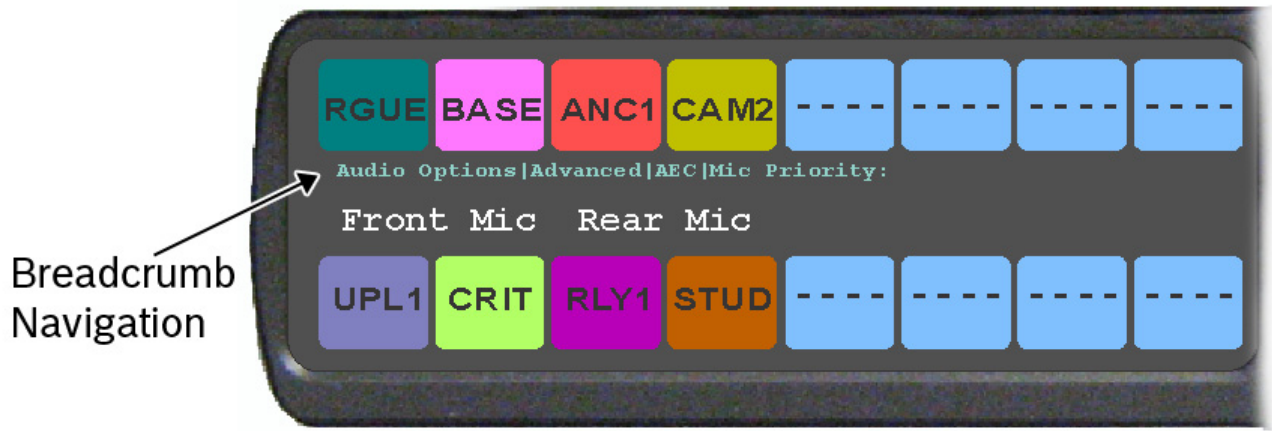 RGUE BASE ANC1 CAM2 ---- ---- ---- ----
Audio Options|Advanced|AEC|Mic Priority:
Front Mic Rear Mic
UPL1 CRIT RLY1 STUD ---- ---- ---- ----
Breadcrumb
Navigation